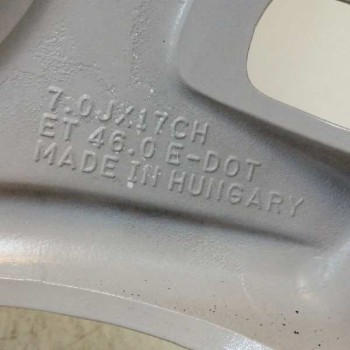 7.0JX17CH
ET 46.0 E-DOT
MADE IN HUNGARY